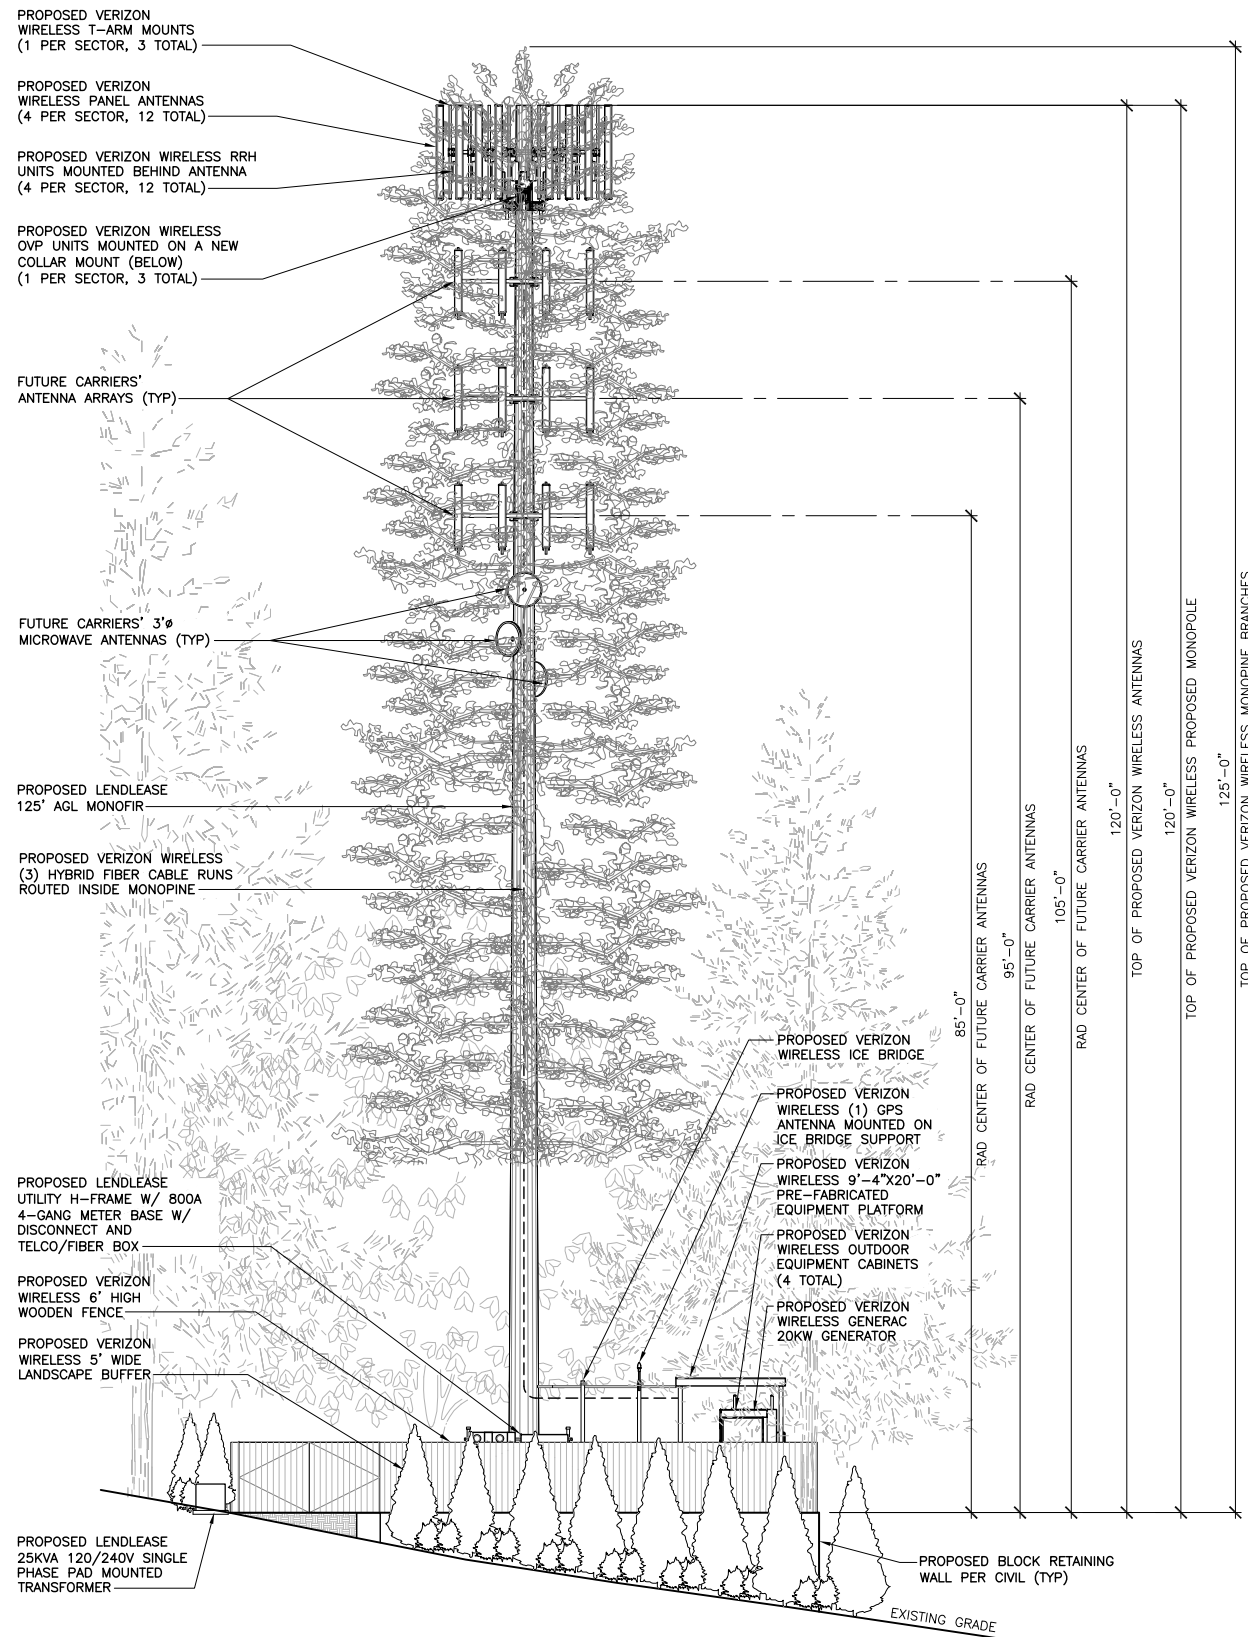 PROPOSED VERIZON
WIRELESS T-ARM MOUNTS
(1 PER SECTOR, 3 TOTAL)
PROPOSED VERIZON
WIRELESS PANEL ANTENNAS
(4 PER SECTOR, 12 TOTAL)
PROPOSED VERIZON WIRELESS RRH
UNITS MOUNTED BEHIND ANTENNA
(4 PER SECTOR, 12 TOTAL)
PROPOSED VERIZON WIRELESS
OVP UNITS MOUNTED ON A NEW
COLLAR MOUNT (BELOW)
(1 PER SECTOR, 3 TOTAL)
FUTURE CARRIERS'
ANTENNA ARRAYS (TYP)
FUTURE CARRIERS' 3'ø
MICROWAVE ANTENNAS (TYP)
PROPOSED LENDLEASE
125' AGL MONOFIR
PROPOSED VERIZON WIRELESS
(3) HYBRID FIBER CABLE RUNS
ROUTED INSIDE MONOPINE
PROPOSED LENDLEASE
UTILITY H-FRAME W/ 800A
4-GANG METER BASE W/
DISCONNECT AND
TELCO/FIBER BOX
PROPOSED VERIZON
WIRELESS 6' HIGH
WOODEN FENCE
PROPOSED VERIZON
WIRELESS 5' WIDE
LANDSCAPE BUFFER
PROPOSED LENDLEASE
25KVA 120/240V SINGLE
PHASE PAD MOUNTED
TRANSFORMER
PROPOSED VERIZON
WIRELESS ICE BRIDGE
PROPOSED VERIZON
WIRELESS (1) GPS
ANTENNA MOUNTED ON
ICE BRIDGE SUPPORT
PROPOSED VERIZON
WIRELESS 9'-4"X20'-0"
PRE-FABRICATED
EQUIPMENT PLATFORM
PROPOSED VERIZON
WIRELESS OUTDOOR
EQUIPMENT CABINETS
(4 TOTAL)
PROPOSED VERIZON
WIRELESS GENERAC
20KW GENERATOR
PROPOSED BLOCK RETAINING
WALL PER CIVIL (TYP)
EXISTING GRADE
85'-0"
RAD CENTER OF FUTURE CARRIER ANTENNAS
95'-0"
RAD CENTER OF FUTURE CARRIER ANTENNAS
105'-0"
RAD CENTER OF FUTURE CARRIER ANTENNAS
120'-0"
TOP OF PROPOSED VERIZON WIRELESS ANTENNAS
120'-0"
TOP OF PROPOSED VERIZON WIRELESS PROPOSED MONOPOLE
125'-0"
TOP OF PROPOSED VERIZON WIRELESS MONOPINE BRANCHES